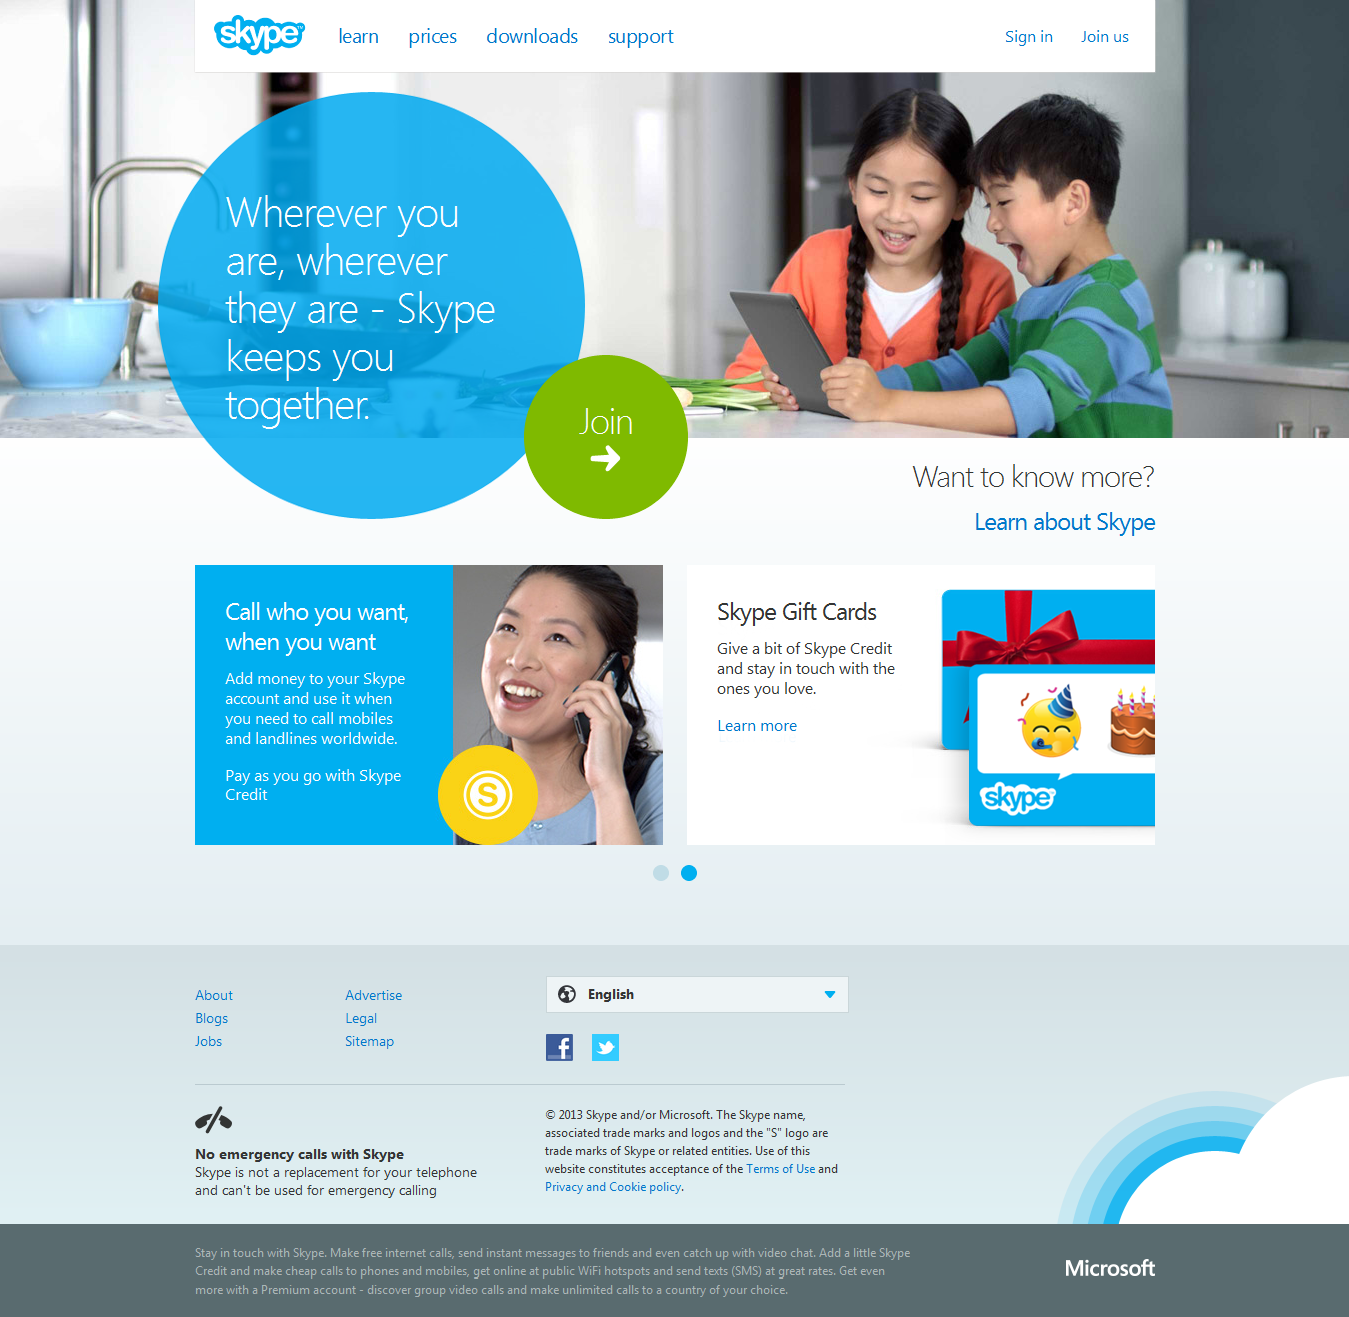 skype™
learn
prices
downloads
support
Sign in
Join us
Wherever you
are, wherever
they are - Skype
keeps you
together.
Join
Want to know more?
Learn about Skype
Call who you want,
when you want
Add money to your Skype
account and use it when
you need to call mobiles
and landlines worldwide.
Pay as you go with Skype
Credit
S
Skype Gift Cards
Give a bit of Skype Credit
and stay in touch with the
ones you love.
Learn more
skype
About
Blogs
Jobs
Advertise
Legal
Sitemap
English
f
No emergency calls with Skype
Skype is not a replacement for your telephone
and can't be used for emergency calling
© 2013 Skype and/or Microsoft. The Skype name,
associated trade marks and logos and the "S" logo are
trade marks of Skype or related entities. Use of this
website constitutes acceptance of the Terms of Use and
Privacy and Cookie policy.
Stay in touch with Skype. Make free internet calls, send instant messages to friends and even catch up with video chat. Add a little Skype
Credit and make cheap calls to phones and mobiles, get online at public WiFi hotspots and send texts (SMS) at great rates. Get even
more with a Premium account - discover group video calls and make unlimited calls to a country of your choice.
Microsoft